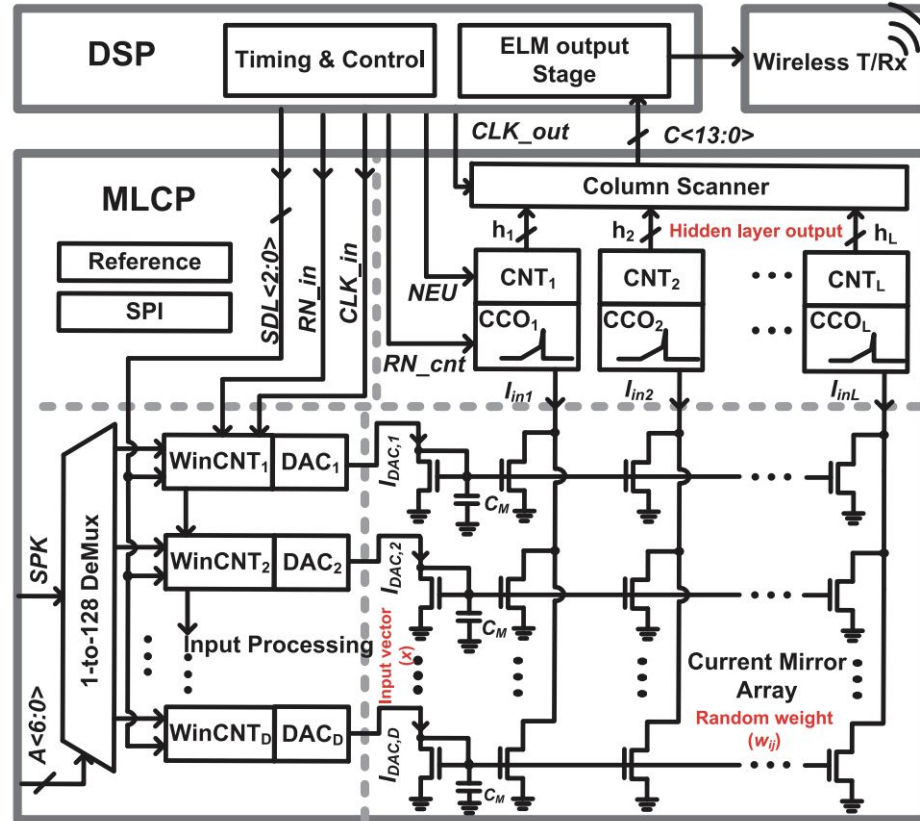 DSP
Timing & Control
ELM output
Stage
Wireless T/Rx
CLK_out
C<13:0>
MLCP
Reference
SPI
SDL<2:0>
RN_in
CLK_in
Column Scanner
h1
h2
Hidden layer output
hL
NEU
CNT1
CNT2
CNTL
CCO1
CCO2
CCOL
RN_cnt
Iin1
Iin2
IinL
SPK
A<6:0>
1-to-128 DeMux
WinCNT1
DAC1
IDAC,1
CM
WinCNT2
DAC2
IDAC,2
CM
Input Processing
Input vector
(x)
Current Mirror
Array
Random weight
(wij)
WinCNTD
DACD
IDAC,D
CM